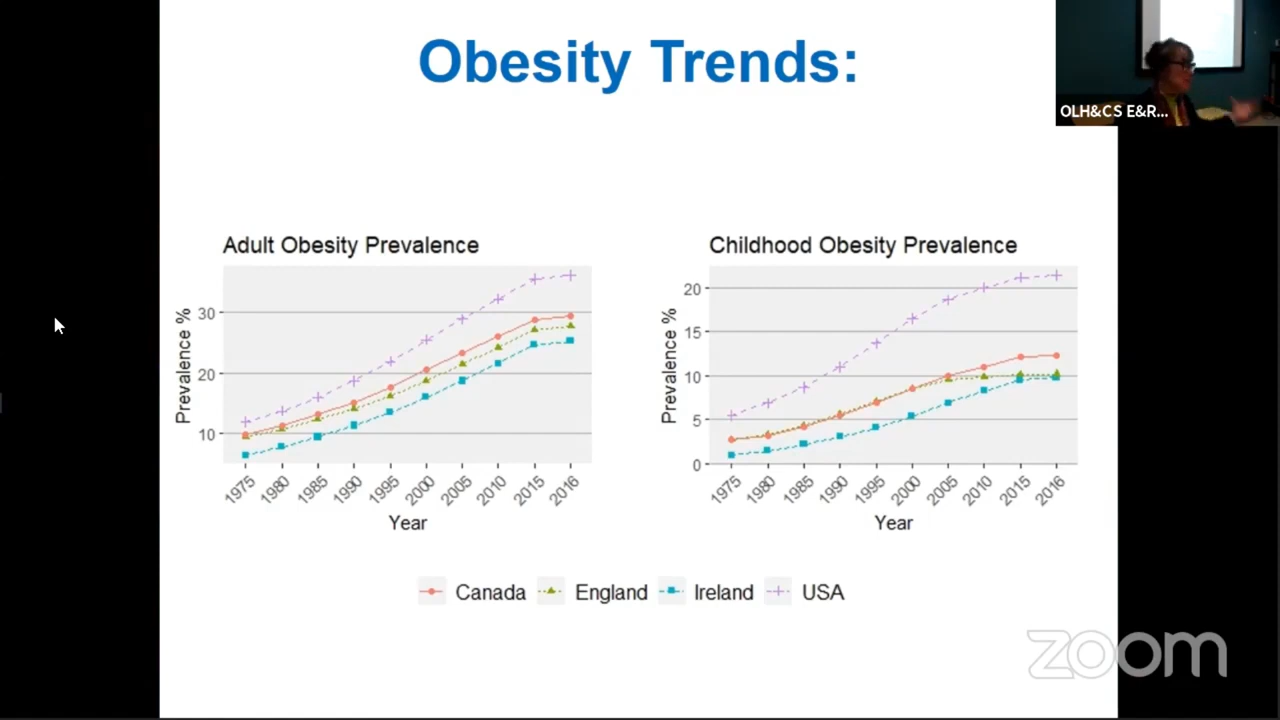 Obesity Trends:
OLH&CS E&R...
Adult Obesity Prevalence
Prevalence %
30
20
10
1975 1980 1985 1990 1995 2000 2005 2010 2015 2016
Year
Childhood Obesity Prevalence
Prevalence %
20
15
10
5
0
1975 1980 1985 1990 1995 2000 2005 2010 2015 2016
Year
Canada England Ireland USA
zoom